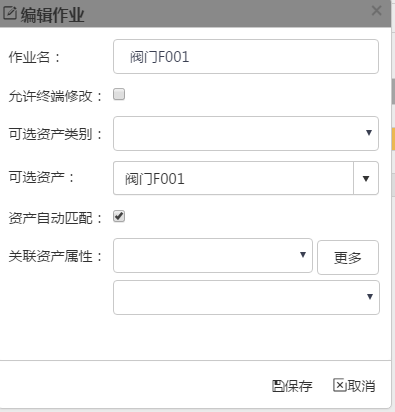 编辑作业
作业名： 阀门F001
允许终端修改：
可选资产类别：
可选资产： 阀门F001
资产自动匹配：
关联资产属性： 更多
保存 取消